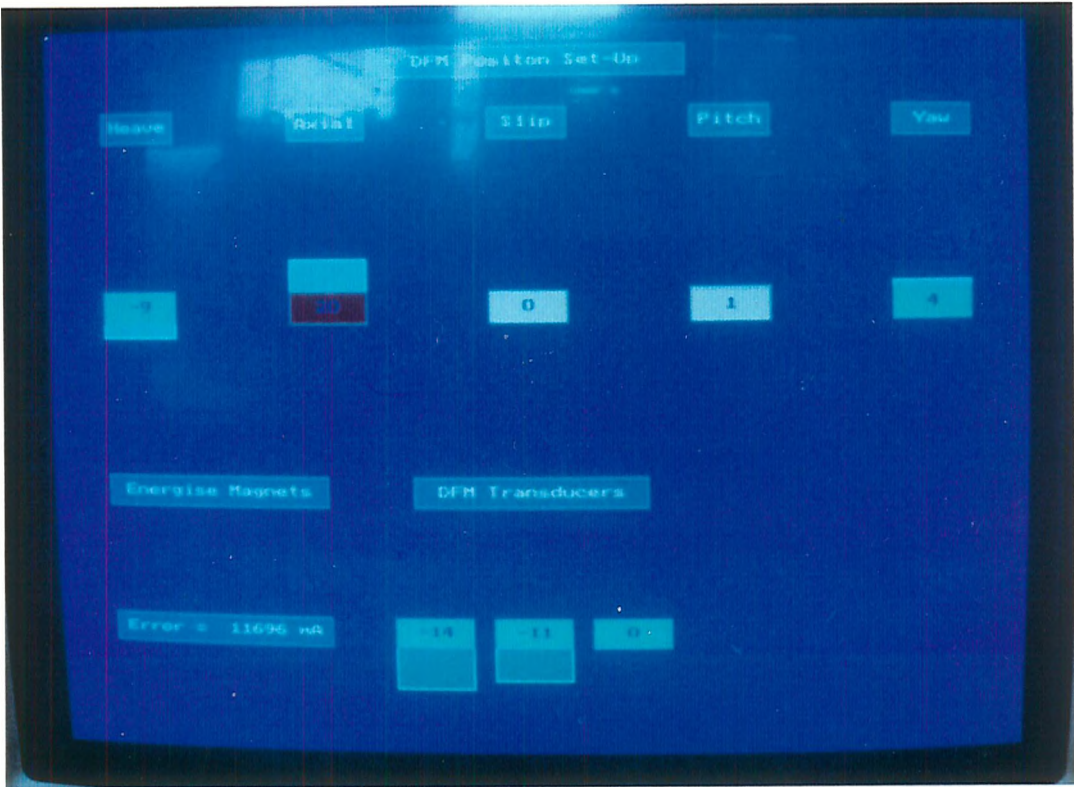 DFM Positon Set-Up
Heave Axial Slip Pitch Yaw
-9 0 1 4
Energise Magnets DFM Transducers
Error = 11696 mA -14 -11 0